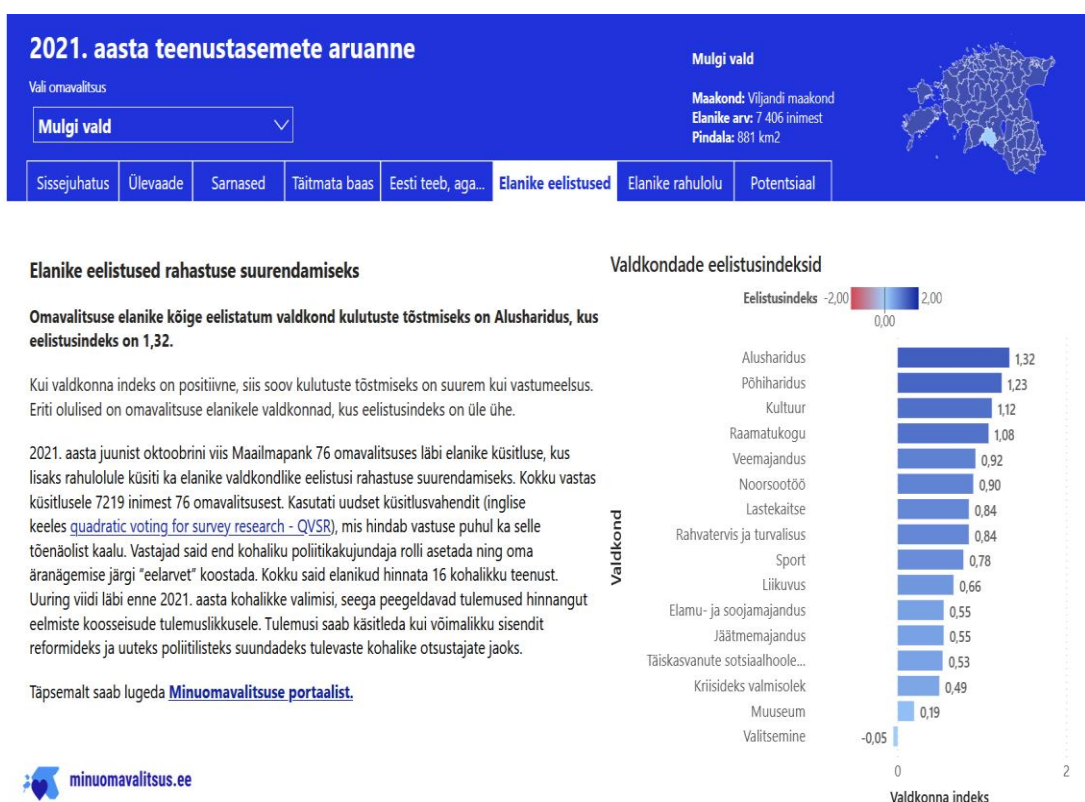 2021. aasta teenustasemete aruanne
Vali omavalitsus
Mulgi vald
Mulgi vald
Maakond: Viljandi maakond
Elanike arv: 7 406 inimest
Pindala: 881 km2
Sissejuhatus
Ülevaade
Sarnased
Täitmata baas
Eesti teeb, aga...
Elanike eelistused
Elanike rahulolu
Potentsiaal
Elanike eelistused rahastuse suurendamiseks
Omavalitsuse elanike kõige eelistatum valdkond kulutuste tõstmiseks on Alusharidus, kus
eelistusindeks on 1,32.
Kui valdkonna indeks on positiivne, siis soov kulutuste tõstmiseks on suurem kui vastumeelsus.
Eriti olulised on omavalitsuse elanikele valdkonnad, kus eelistusindeks on üle ühe.
2021. aasta juunist oktoobrini viis Maailmapank 76 omavalitsuses läbi elanike küsitluse, kus
lisaks rahulolule küsiti ka elanike valdkondlike eelistusi rahastuse suurendamiseks. Kokku vastas
küsitlusele 7219 inimest 76 omavalitsusest. Kasutati uudset küsitlusvahendit (inglise
keeles quadratic voting for survey research - QVSR), mis hindab vastuse puhul ka selle
tõenäolist kaalu. Vastajad said end kohaliku poliitikakujundaja rolli asetada ning oma
äranägemise järgi "eelarvet" koostada. Kokku said elanikud hinnata 16 kohalikku teenust.
Uuring viidi läbi enne 2021. aasta kohalikke valimisi, seega peegeldavad tulemused hinnangut
eelmiste koosseisude tulemuslikkusele. Tulemusi saab käsitleda kui võimalikku sisendit
reformideks ja uuteks poliitilisteks suundadeks tulevaste kohalike otsustajate jaoks.
Täpsemalt saab lugeda Minuomavalitsuse portaalist.
minuomavalitsus.ee
Valdkondade eelistusindeksid
Eelistusindeks -2,00 2,00
0,00
Valdkond
Alusharidus 1,32
Põhiharidus 1,23
Kultuur 1,12
Raamatukogu 1,08
Veemajandus 0,92
Noorsootöö 0,90
Lastekaitse 0,84
Rahvatervis ja turvalisus 0,84
Sport 0,78
Liikuvus 0,66
Elamu- ja soojamajandus 0,55
Jäätmemajandus 0,55
Täiskasvanute sotsiaalhoole... 0,53
Kriisideks valmisolek 0,49
Muuseum 0,19
Valitsemine -0,05
0 2
Valdkonna indeks